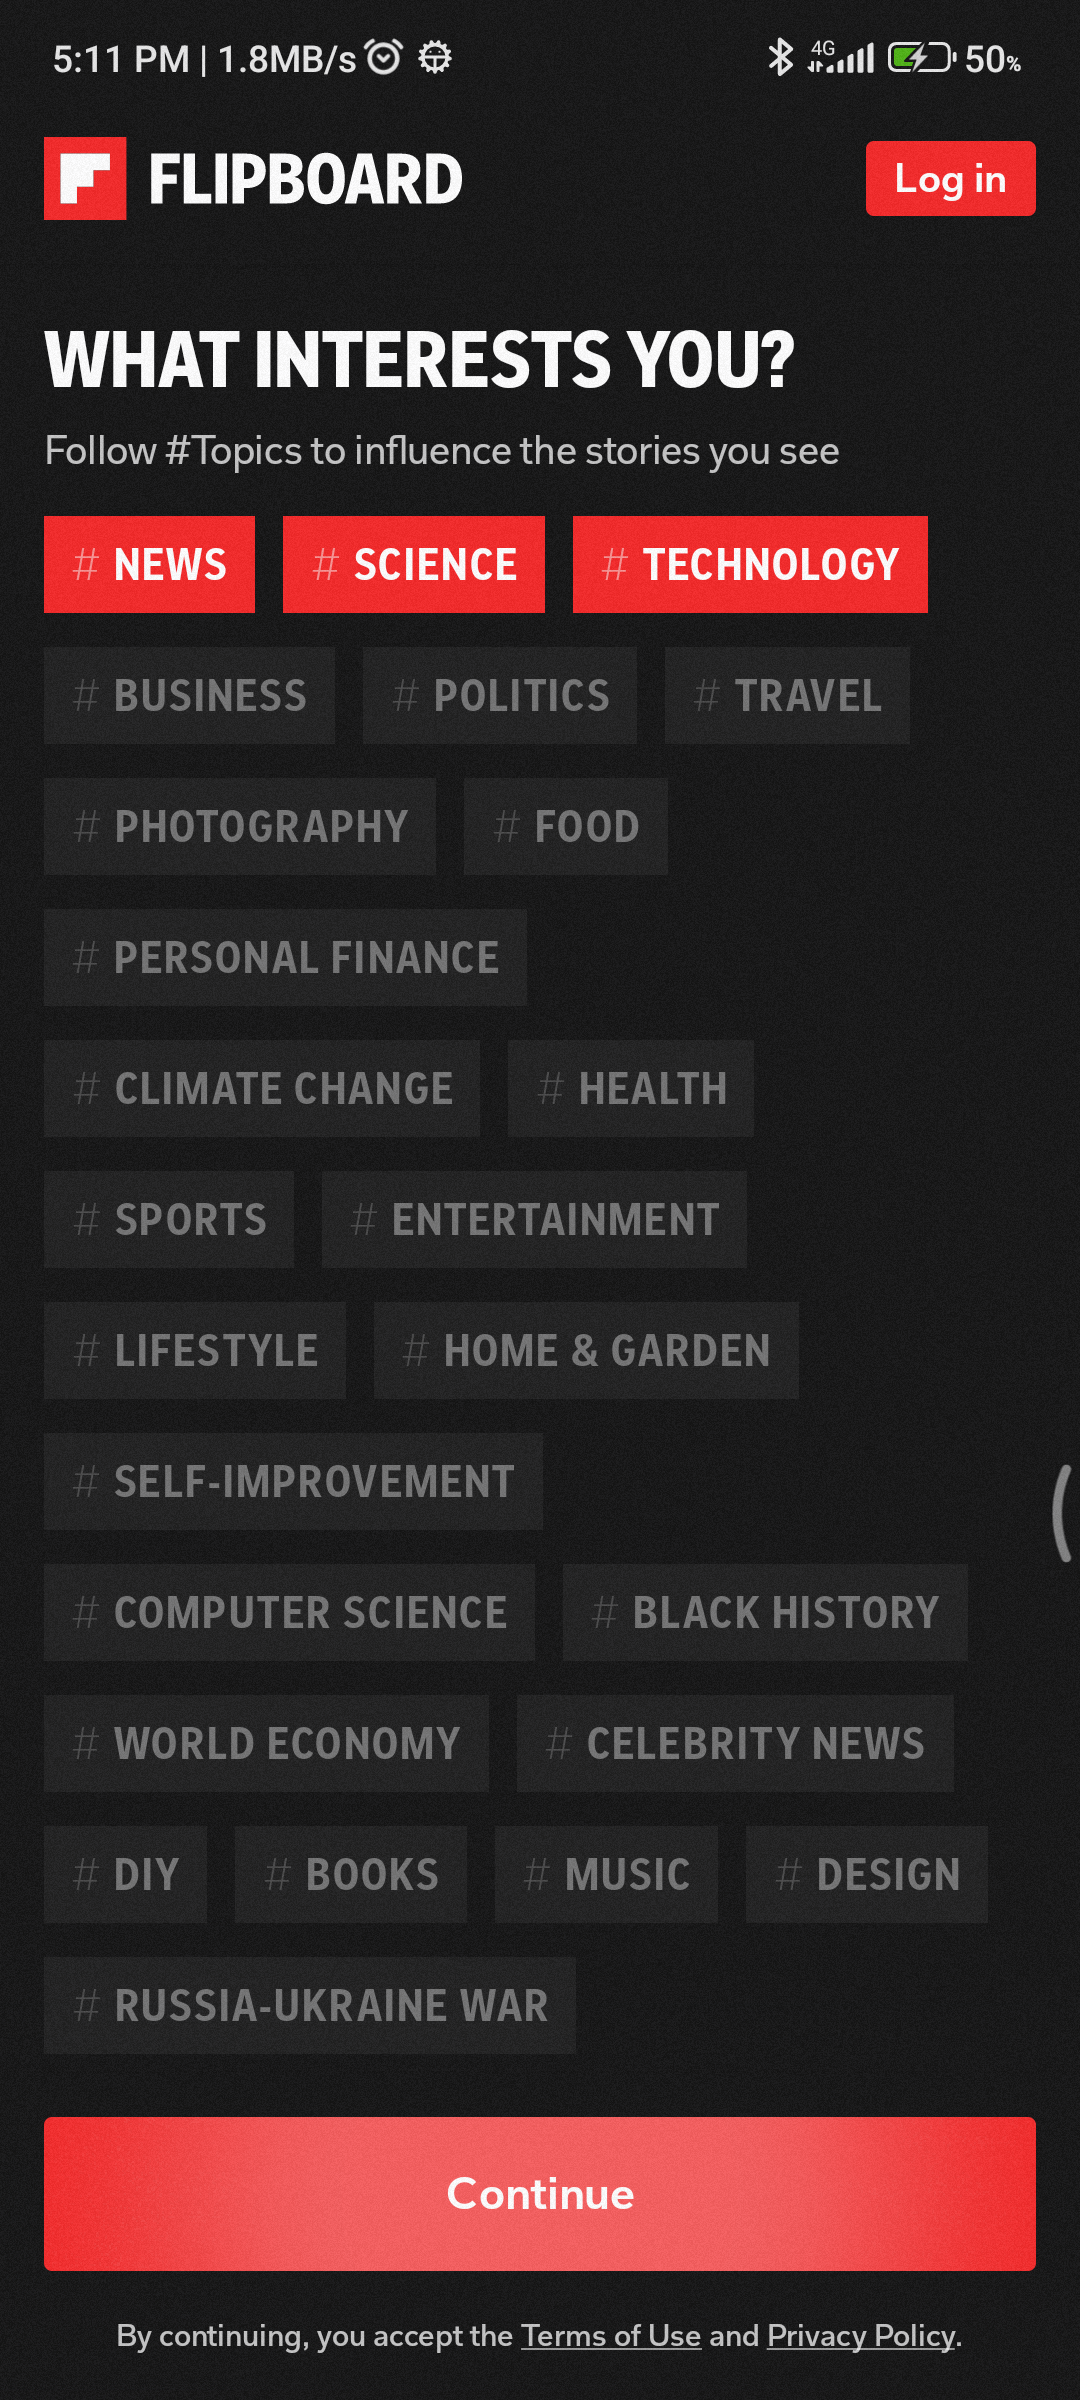 5:11 PM | 1.8MB/s 4G 50%
FLIPBOARD Log in
WHAT INTERESTS YOU?
Follow #Topics to influence the stories you see
# NEWS # SCIENCE # TECHNOLOGY
# BUSINESS # POLITICS # TRAVEL
# PHOTOGRAPHY # FOOD
# PERSONAL FINANCE
# CLIMATE CHANGE # HEALTH
# SPORTS # ENTERTAINMENT
# LIFESTYLE # HOME & GARDEN
# SELF-IMPROVEMENT
# COMPUTER SCIENCE # BLACK HISTORY
# WORLD ECONOMY # CELEBRITY NEWS
# DIY # BOOKS # MUSIC # DESIGN
# RUSSIA-UKRAINE WAR
Continue
By continuing, you accept the Terms of Use and Privacy Policy.